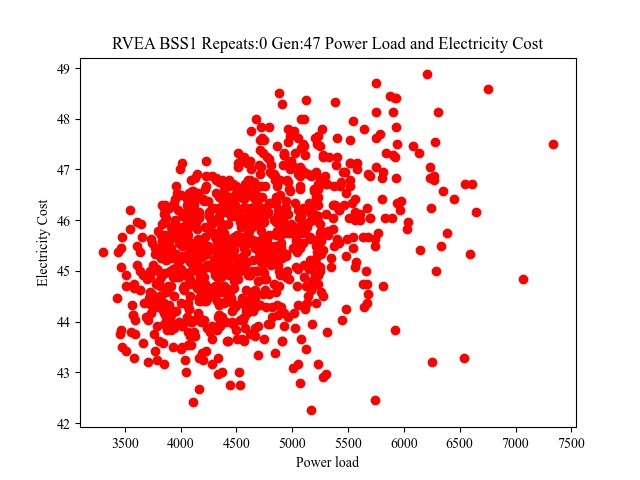 RVEA BSS1 Repeats:0 Gen:47 Power Load and Electricity Cost
49
48
47
46
45
44
43
42
Electricity Cost
3500 4000 4500 5000 5500 6000 6500 7000 7500
Power load